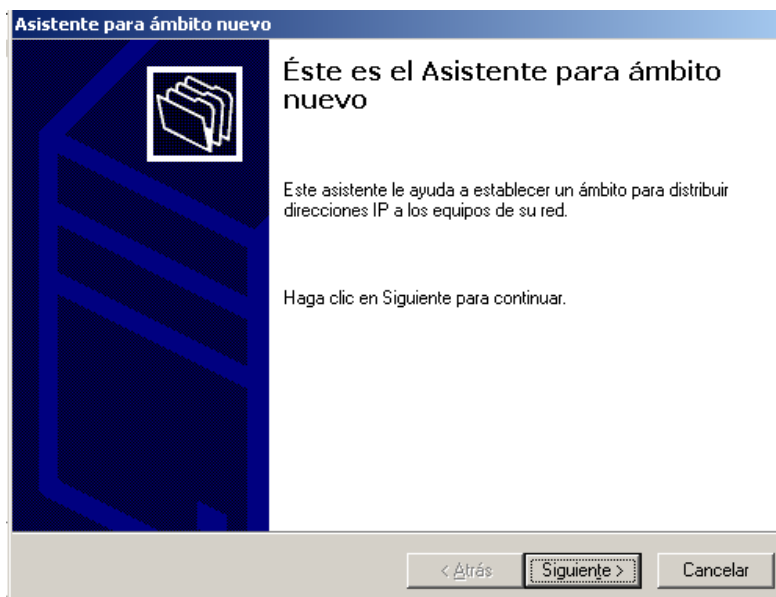 Asistente para ámbito nuevo
Éste es el Asistente para ámbito
nuevo
Este asistente le ayuda a establecer un ámbito para distribuir
direcciones IP a los equipos de su red.
Haga clic en Siguiente para continuar.
< Atrás
Siguiente >
Cancelar